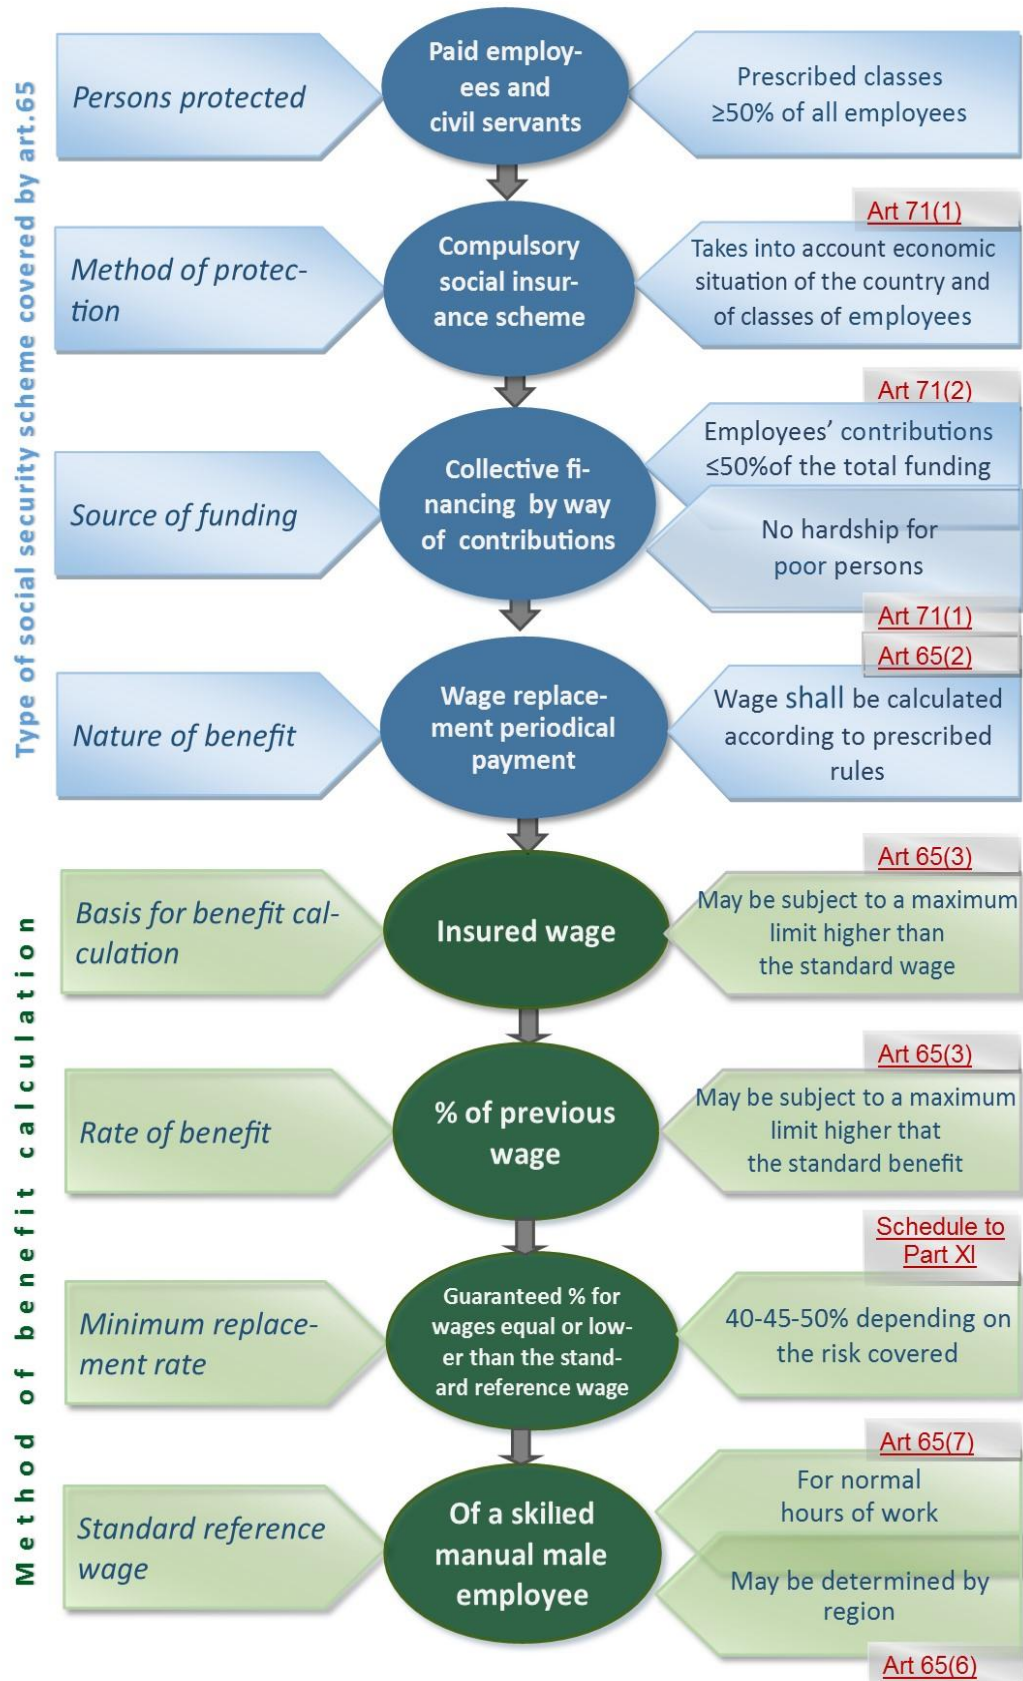 Type of social security scheme covered by art.65
Persons protected
Paid employ-
ees and
civil servants
Prescribed classes
≥50% of all employees
Method of protec-
tion
Compulsory
social insur-
ance scheme
Art 71(1)
Takes into account economic
situation of the country and
of classes of employees
Source of funding
Collective fi-
nancing by way
of contributions
Art 71(2)
Employees’ contributions
≤50%of the total funding
No hardship for
poor persons
Art 71(1)
Nature of benefit
Wage replace-
ment periodical
payment
Art 65(2)
Wage shall be calculated
according to prescribed
rules
Method of benefit calculation
Basis for benefit cal-
culation
Insured wage
Art 65(3)
May be subject to a maximum
limit higher than
the standard wage
Rate of benefit
% of previous
wage
Art 65(3)
May be subject to a maximum
limit higher that
the standard benefit
Minimum replace-
ment rate
Guaranteed % for
wages equal or low-
er than the stand-
ard reference wage
Schedule to
Part XI
40-45-50% depending on
the risk covered
Standard reference
wage
Of a skilled
manual male
employee
Art 65(7)
For normal
hours of work
May be determined by
region
Art 65(6)